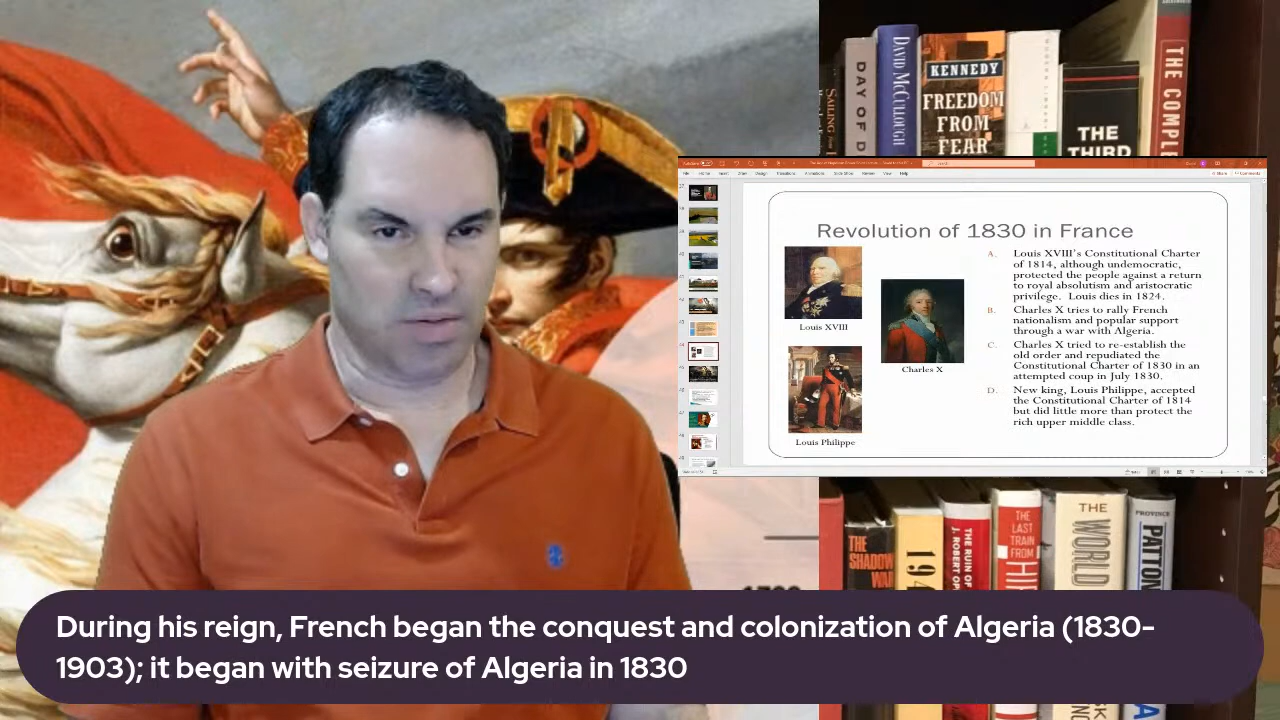 DAY OF D
DAVID MCCULLOUGH
KENNEDY
FREEDOM
FROM
FEAR
THE
THIRD
THE COMPLE
Revolution of 1830 in France
Louis XVIII
Charles X
Louis Philippe
A. Louis XVIII's Constitutional Charter
of 1814, although undemocratic,
protected the people against a return
to royal absolutism and aristocratic
privilege. Louis dies in 1824.
B. Charles X tries to rally French
nationalism and popular support
through a war with Algeria.
C. Charles X tried to re-establish the
old order and repudiated the
Constitutional Charter of 1830 in an
attempted coup in July 1830.
D. New king, Louis Philippe, accepted
the Constitutional Charter of 1814
but did little more than protect the
rich upper middle class.
THE
SHADOW
WAR
194
THE RUIN OF
J. ROBERT OP
THE
LAST
TRAIN
FROM
HI
THE
WORLD
PROVINCE
PATTON
During his reign, French began the conquest and colonization of Algeria (1830-
1903); it began with seizure of Algeria in 1830